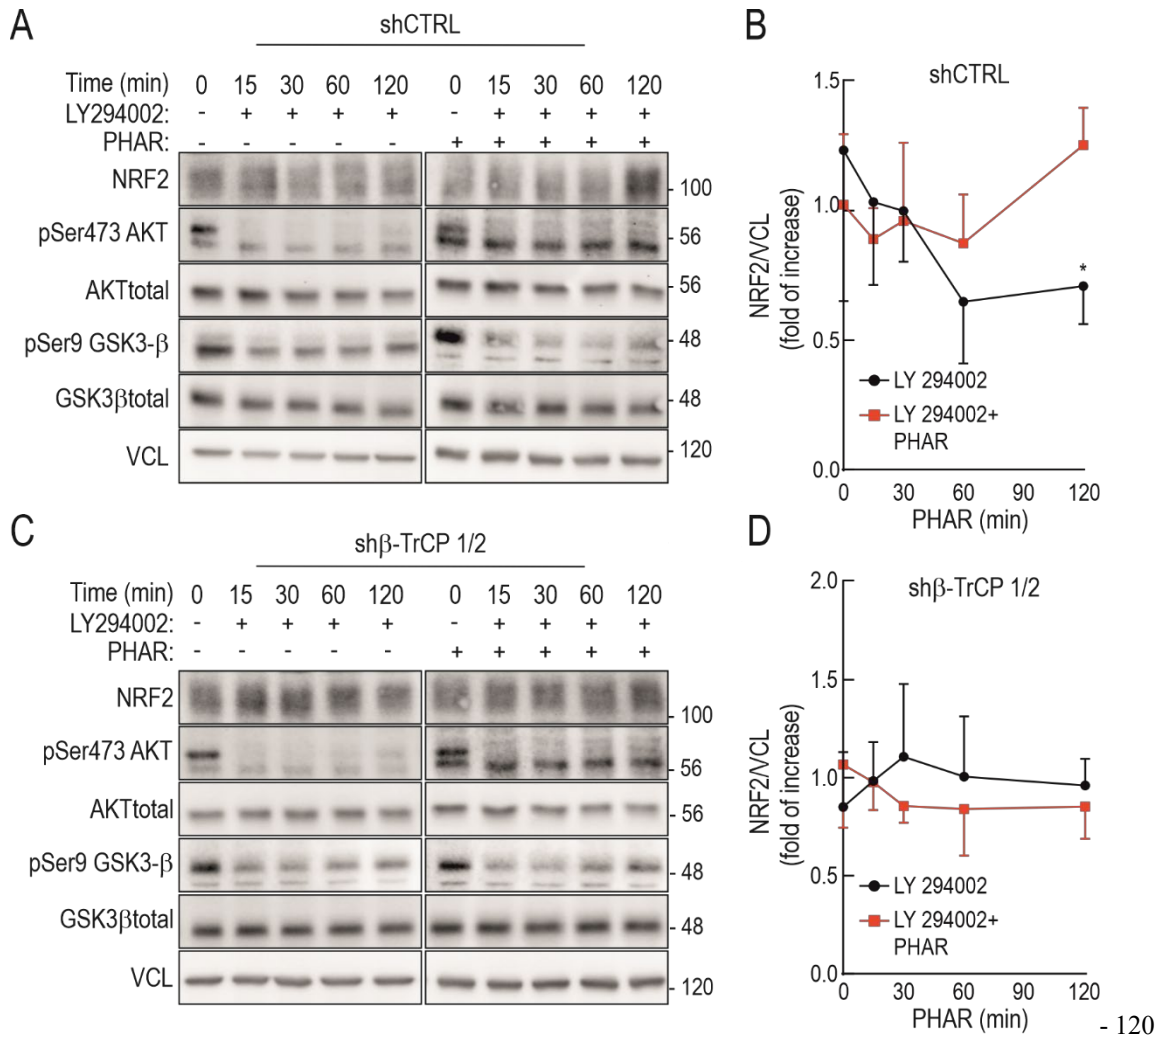 A
shCTRL
Time (min) 0 15 30 60 120 0 15 30 60 120
LY294002: - + + + + - + + + +
PHAR: - - - - - + + + + +
NRF2
- 100
pSer473 AKT
- 56
AKTtotal
- 56
pSer9 GSK3-β
- 48
GSK3βtotal
- 48
VCL
- 120
B
shCTRL
NRF2/VCL
(fold of increase)
1.5
1.0
0.5
0.0
*
LY 294002
LY 294002+
PHAR
0 30 60 90 120
PHAR (min)
C
shβ-TrCP 1/2
Time (min) 0 15 30 60 120 0 15 30 60 120
LY294002: - + + + + - + + + +
PHAR: - - - - - + + + + +
NRF2
- 100
pSer473 AKT
- 56
AKTtotal
- 56
pSer9 GSK3-β
- 48
GSK3βtotal
- 48
VCL
- 120
D
shβ-TrCP 1/2
NRF2/VCL
(fold of increase)
2.0
1.5
1.0
0.5
0.0
LY 294002
LY 294002+
PHAR
0 30 60 90 120
PHAR (min)
- 120